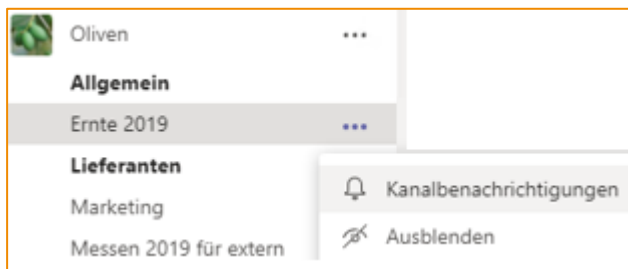 Oliven
Allgemein
Ernte 2019
Lieferanten
Kanalbenachrichtigungen
Marketing
Ausblenden
Messen 2019 für extern